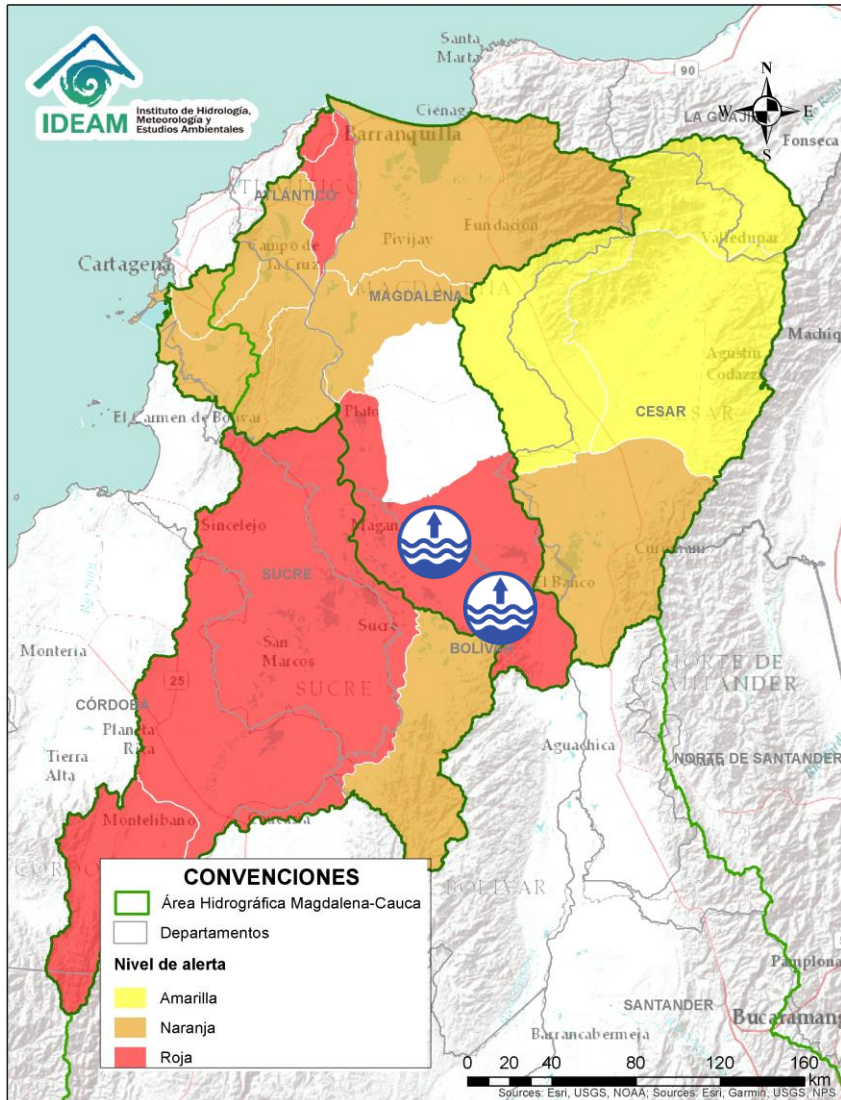 IDEAM
Instituto de Hidrología,
Meteorología y
Estudios Ambientales
Santa
Marta
90
N
W
E
S
Ciénaga
LA GUAJI
Fonseca
Barranquilla
ATLÁNTICO
Valledupar
Fundación
Pivijay
Campo de
la Cruz
Cartagena
MAGDALENA
MAGDALENA
Machiq
Agustín
Codazzi
CESAR
Plato
El Carmen de Bolívar
Sincelejo
Magan
Curumaní
SUCRE
El Banco
Sucre
Montería
San
Marcos
BOLÍVAR
NORTE DE
SANTANDER
25
SUCRE
CÓRDOBA
Planeta
Rica
Aguachica
NORTE DE SANTANDER
Tierra
Alta
Montelíbano
Caucasia
BOLÍVAR
CONVENCIONES
Área Hidrográfica Magdalena-Cauca
Departamentos
Nivel de alerta
Amarilla
Naranja
Roja
Pamplona
SANTANDER
Bucaramang
Barrancabermeja
0 20 40 80 120 160
km
Sources: Esri, USGS, NOAA; Sources: Esri, Garmin, USGS, NPS